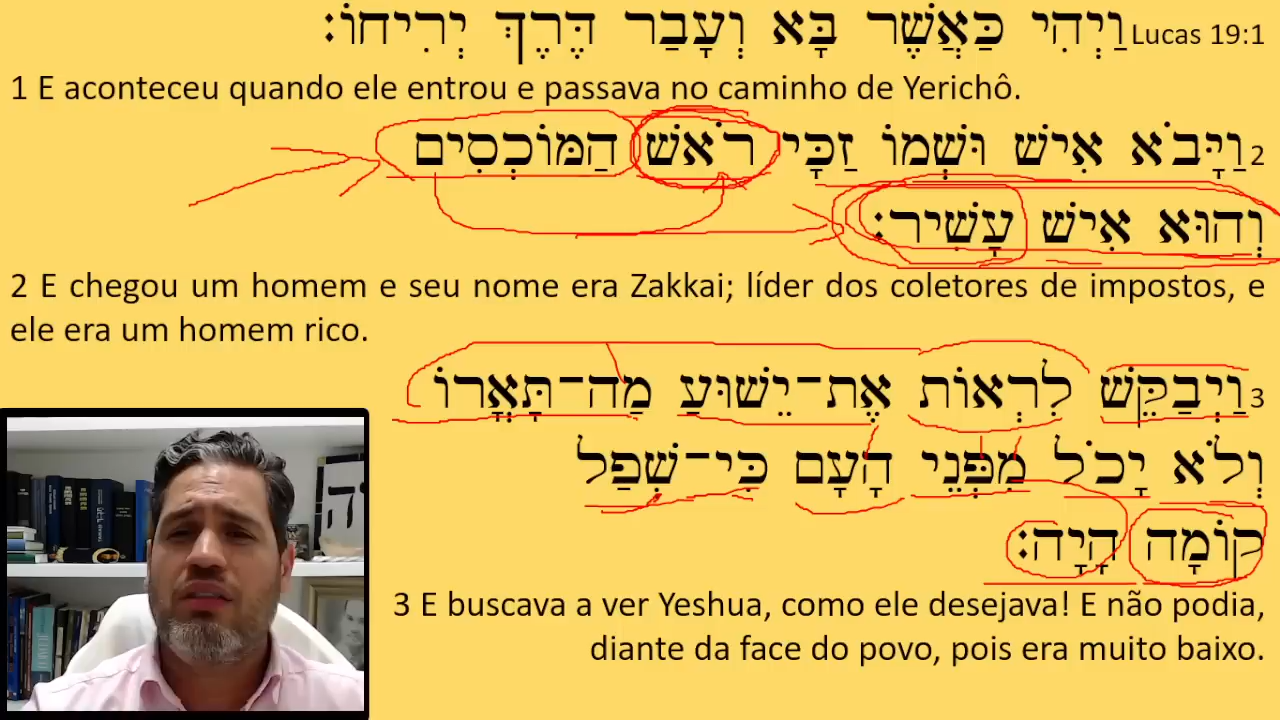 Lucas 19:1 וַיְהִי כַּאֲשֶׁר בָּא וְעָבַר דֶּרֶךְ יְרִיחוֹ׃
1 E aconteceu quando ele entrou e passava no caminho de Yerichô.
2 וַיָּבֹא אִישׁ וּשְׁמוֹ זַכַּי רֹאשׁ הַמּוֹכְסִים
וְהוּא אִישׁ עָשִׁיר׃
2 E chegou um homem e seu nome era Zakkai; líder dos coletores de impostos, e
ele era um homem rico.
3 וַיְבַקֵּשׁ לִרְאוֹת אֶת־יֵשׁוּעַ מַה־תָּאֳרוֹ
וְלֹא יָכֹל מִפְּנֵי הָעָם כִּי־שְׁפַל
קוֹמָה הָיָה׃
3 E buscava a ver Yeshua, como ele desejava! E não podia,
diante da face do povo, pois era muito baixo.